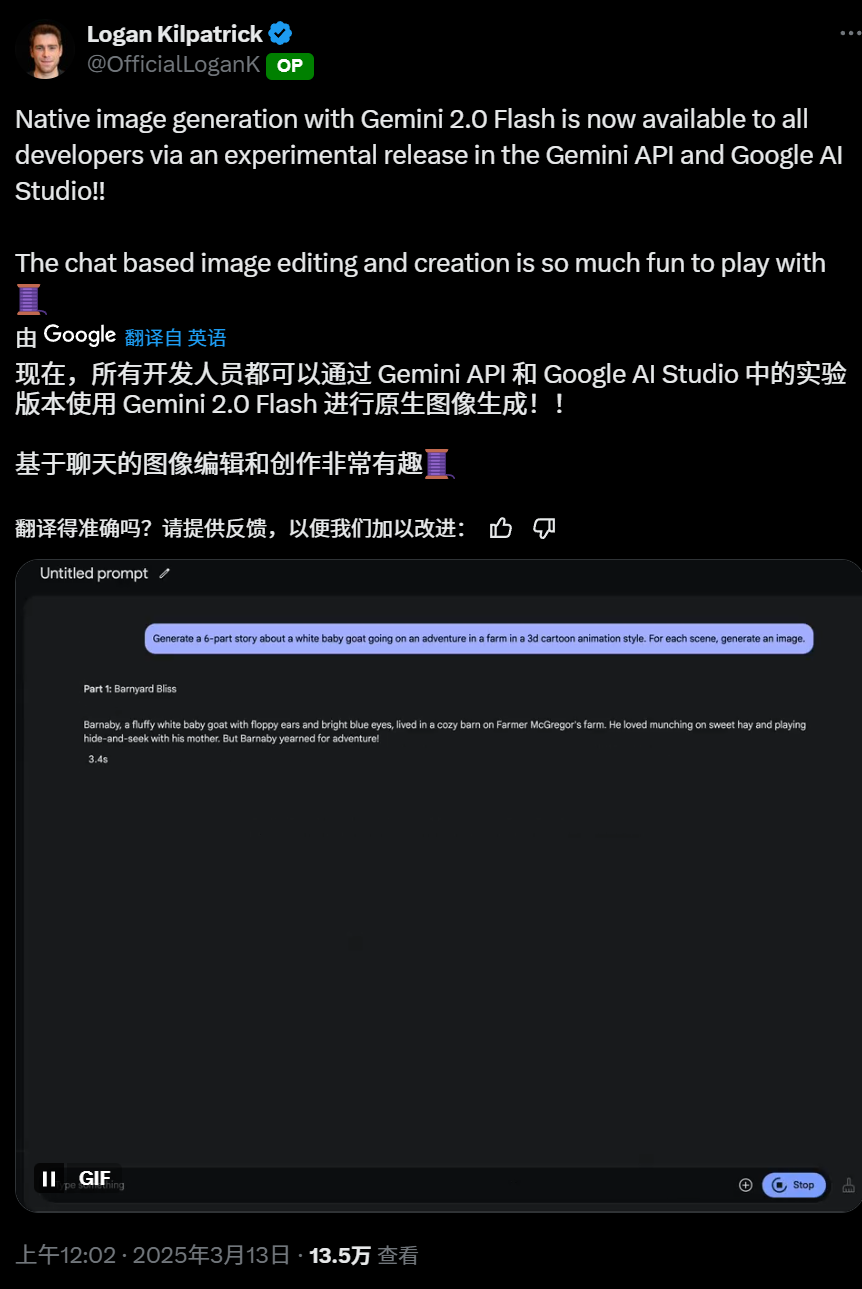 Logan Kilpatrick
@OfficialLoganK OP
Native image generation with Gemini 2.0 Flash is now available to all
developers via an experimental release in the Gemini API and Google AI
Studio!!
The chat based image editing and creation is so much fun to play with
🧵
由 Google 翻译自 英语
现在，所有开发人员都可以通过 Gemini API 和 Google AI Studio 中的实验
版本使用 Gemini 2.0 Flash 进行原生图像生成！！
基于聊天的图像编辑和创作非常有趣🧵
翻译得准确吗？请提供反馈，以便我们加以改进：
Untitled prompt
Generate a 6-part story about a white baby goat going on an adventure in a farm in a 3d cartoon animation style. For each scene, generate an image.
Part 1: Barnyard Bliss
Barnaby, a fluffy white baby goat with floppy ears and bright blue eyes, lived in a cozy barn on Farmer McGregor's farm. He loved munching on sweet hay and playing
hide-and-seek with his mother. But Barnaby yearned for adventure!
3.4s
GIF
Type something
Stop
上午12:02 · 2025年3月13日 · 13.5万 查看